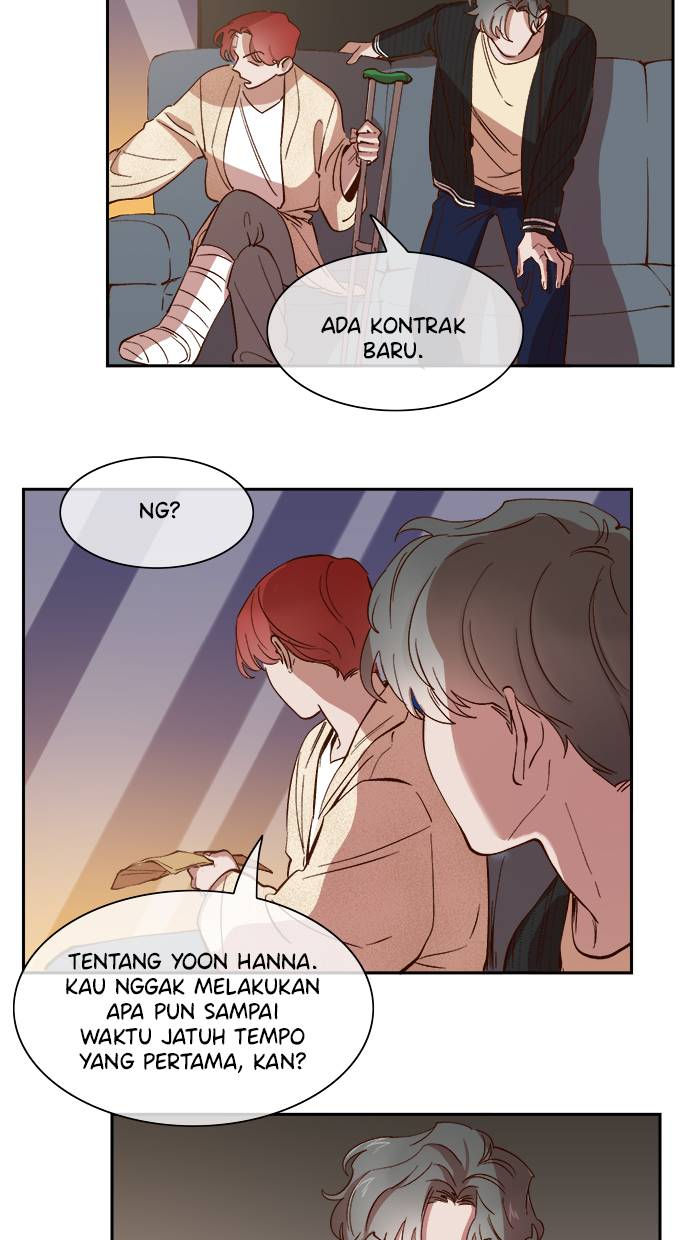 ADA KONTRAK
BARU.
NG?
TENTANG YOON HANNA.
KAU NGGAK MELAKUKAN
APA PUN SAMPAI
WAKTU JATUH TEMPO
YANG PERTAMA, KAN?